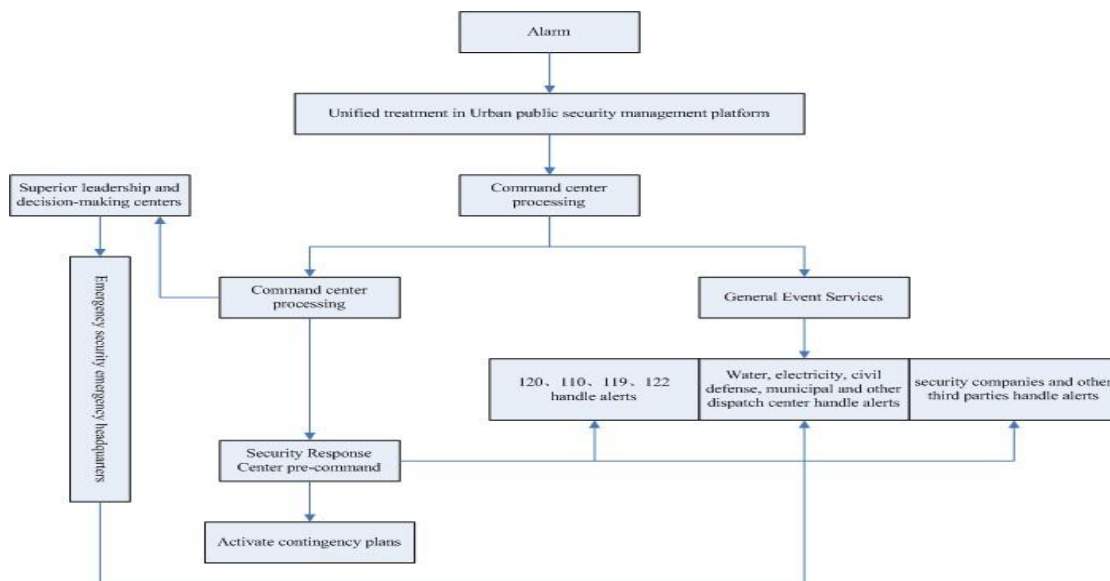 Alarm
Unified treatment in Urban public security management platform
Command center
processing
Superior leadership and
decision-making centers
Emergency security emergency headquarters
Command center
processing
General Event Services
120、110、119、122
handle alerts
Water, electricity, civil
defense, municipal and other
dispatch center handle alerts
security companies and other
third parties handle alerts
Security Response
Center pre-command
Activate contingency plans